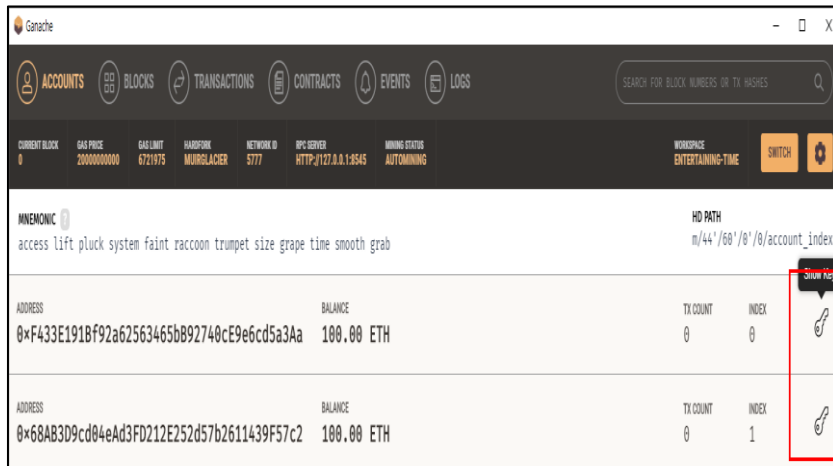 Ganache
ACCOUNTS BLOCKS TRANSACTIONS CONTRACTS EVENTS LOGS SEARCH FOR BLOCK NUMBERS OR TX HASHES
CURRENT BLOCK GAS PRICE GAS LIMIT HARDFORK NETWORK ID RPC SERVER MINING STATUS WORKSPACE SWITCH
0 20000000000 6721975 MUIRGLACIER 5777 HTTP://127.0.0.1:8545 AUTOMINING ENTERTAINING-TIME
MNEMONIC ? HD PATH
access lift pluck system faint raccoon trumpet size grape time smooth grab m/44'/60'/0'/0/account_index
Show Key
ADDRESS BALANCE TX COUNT INDEX
0×F433E191Bf92a62563465bB92740cE9e6cd5a3Aa 100.00 ETH 0 0
ADDRESS BALANCE TX COUNT INDEX
0×68AB3D9cd04eAd3FD212E252d57b2611439F57c2 100.00 ETH 0 1